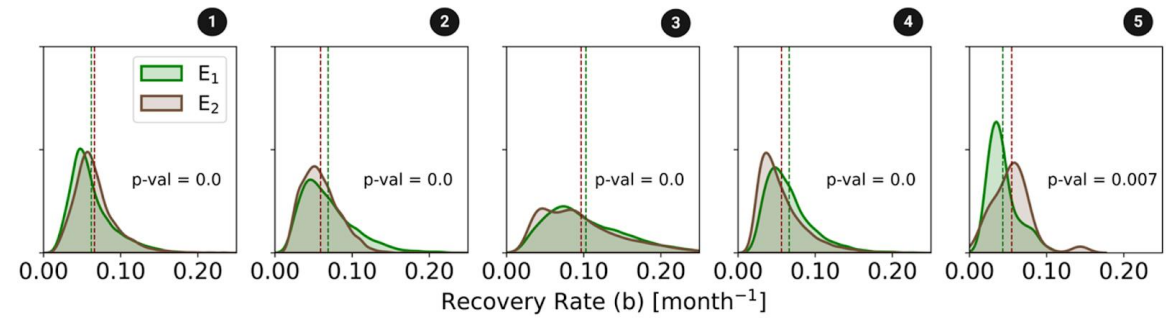 1 2 3 4 5
E₁
E₂
p-val = 0.0 p-val = 0.0 p-val = 0.0 p-val = 0.0 p-val = 0.007
0.00 0.10 0.20 0.00 0.10 0.20 0.00 0.10 0.20 0.00 0.10 0.20 0.00 0.10 0.20
Recovery Rate (b) [month⁻¹]